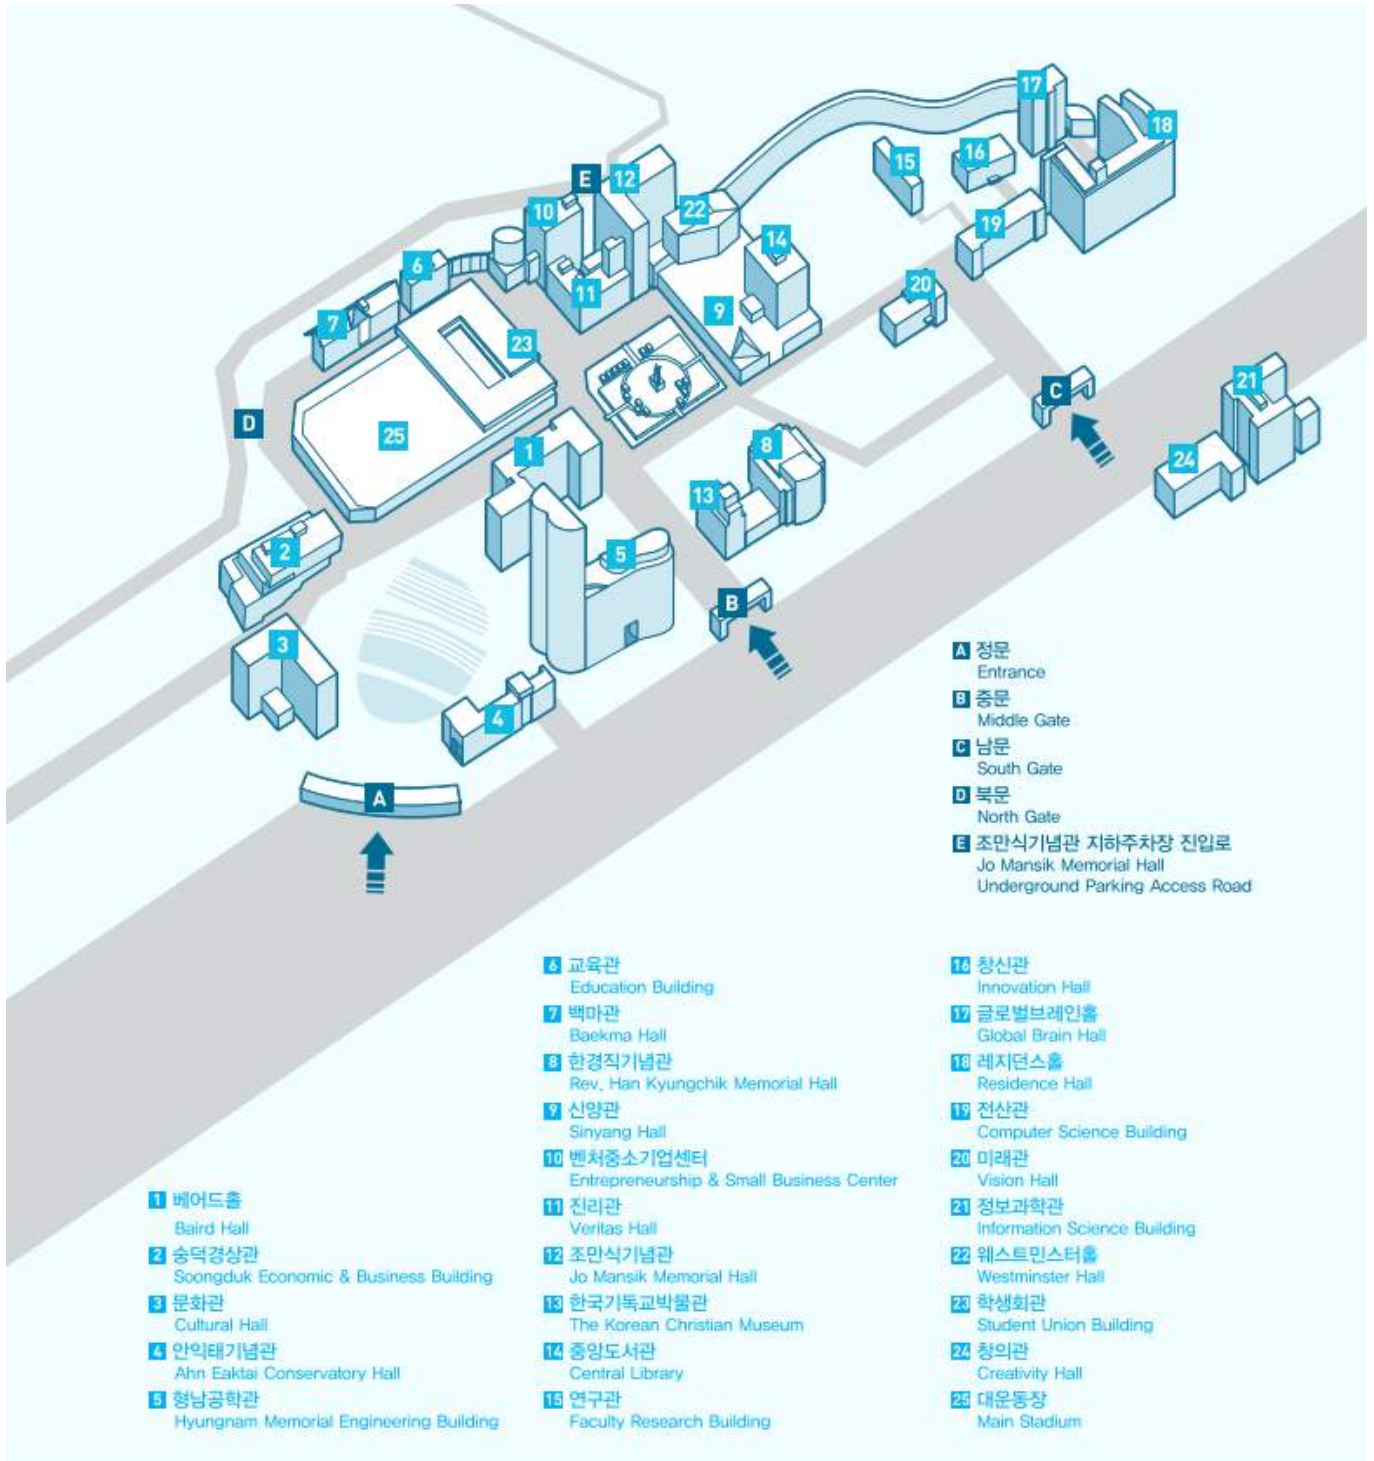 17
18
16
15
E
12
10
22
19
14
6
20
11
9
7
23
C
21
D
25
1
8
24
13
2
5
B
3
4
A
A 정문
Entrance
B 중문
Middle Gate
C 남문
South Gate
D 북문
North Gate
E 조만식기념관 지하주차장 진입로
Jo Mansik Memorial Hall
Underground Parking Access Road
1 베어드홀
Baird Hall
2 숭덕경상관
Soongduk Economic & Business Building
3 문화관
Cultural Hall
4 안익태기념관
Ahn Eaktai Conservatory Hall
5 형남공학관
Hyungnam Memorial Engineering Building
6 교육관
Education Building
7 백마관
Baekma Hall
8 한경직기념관
Rev. Han Kyungchik Memorial Hall
9 신양관
Sinyang Hall
10 벤처중소기업센터
Entrepreneurship & Small Business Center
11 진리관
Veritas Hall
12 조만식기념관
Jo Mansik Memorial Hall
13 한국기독교박물관
The Korean Christian Museum
14 중앙도서관
Central Library
15 연구관
Faculty Research Building
16 창신관
Innovation Hall
17 글로벌브레인홀
Global Brain Hall
18 레지던스홀
Residence Hall
19 전산관
Computer Science Building
20 미래관
Vision Hall
21 정보과학관
Information Science Building
22 웨스트민스터홀
Westminster Hall
23 학생회관
Student Union Building
24 창의관
Creativity Hall
25 대운동장
Main Stadium